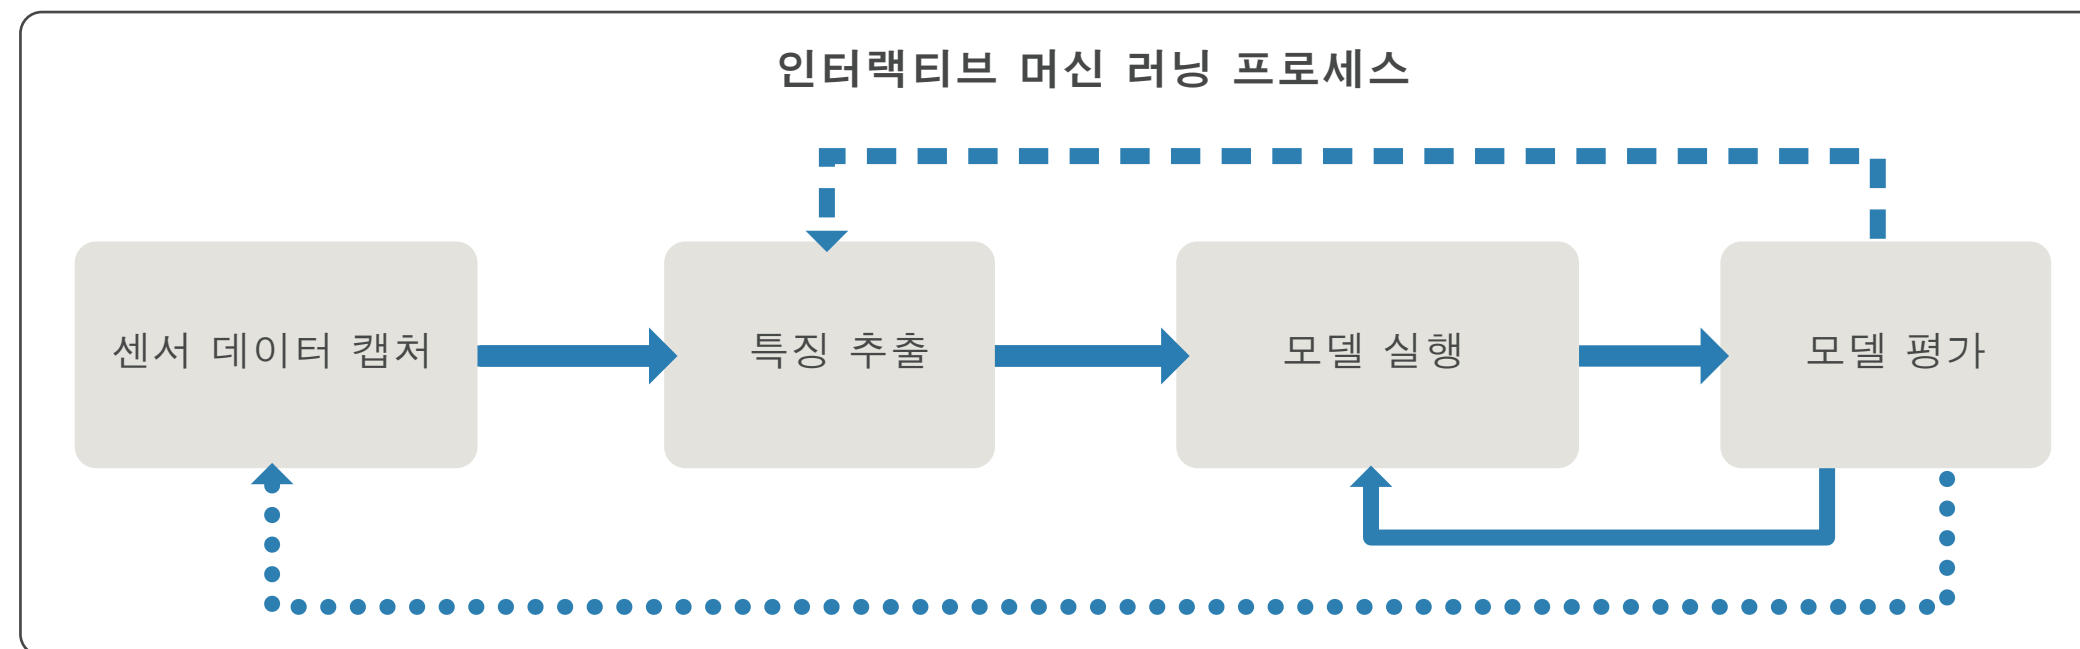 인터랙티브 머신 러닝 프로세스
센서 데이터 캡처
특징 추출
모델 실행
모델 평가